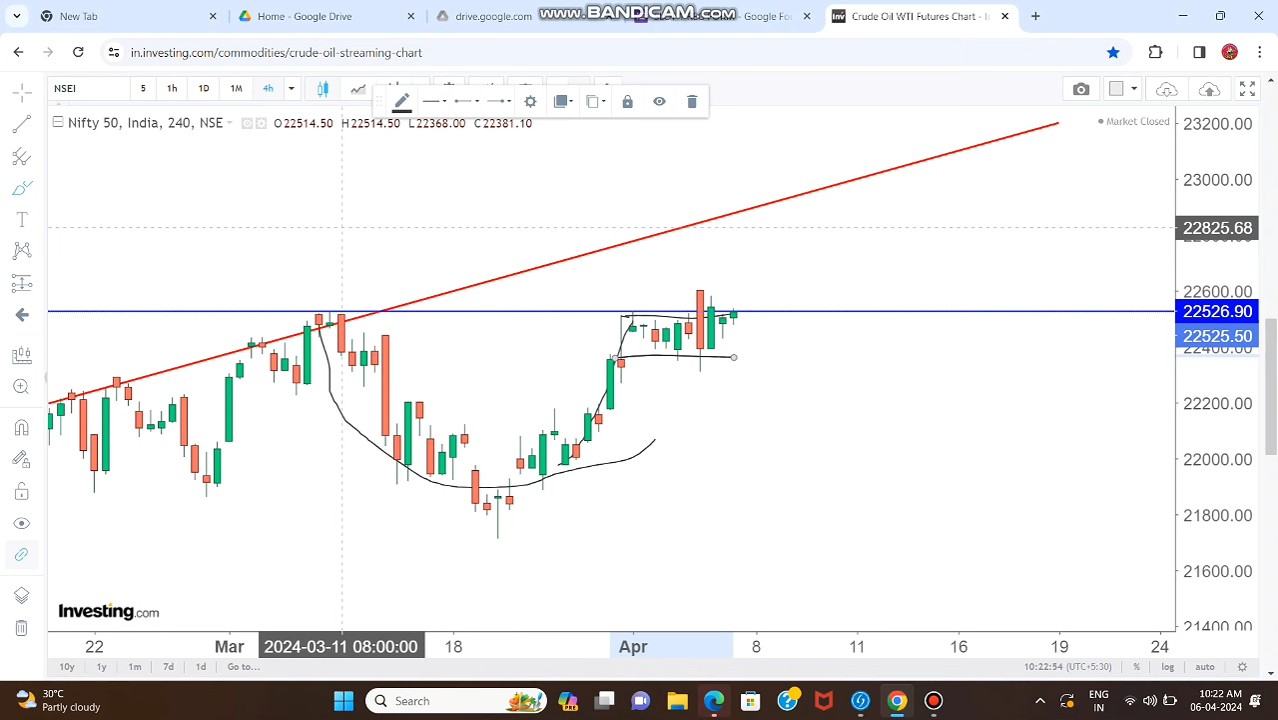 New Tab
Home - Google Drive
drive.google.com
www.BANDICAM.com
Crude Oil WTI Futures Chart - I
in.investing.com/commodities/crude-oil-streaming-chart
NSEI 5 1h 1D 1M 4h
Nifty 50, India, 240, NSE O22514.50 H22514.50 L22368.00 C22381.10
Market Closed
23200.00
23000.00
22825.68
22600.00
22526.90
22525.50
22400.00
22200.00
22000.00
21800.00
21600.00
21400.00
Investing.com
22 Mar 2024-03-11 08:00:00 18 Apr 8 11 16 19 24
10y 1y 1m 7d 1d Go to... 10:22:54 (UTC+5:30) % log auto
30°C
Partly cloudy
Search
PRE
ENG
IN
10:22 AM
06-04-2024